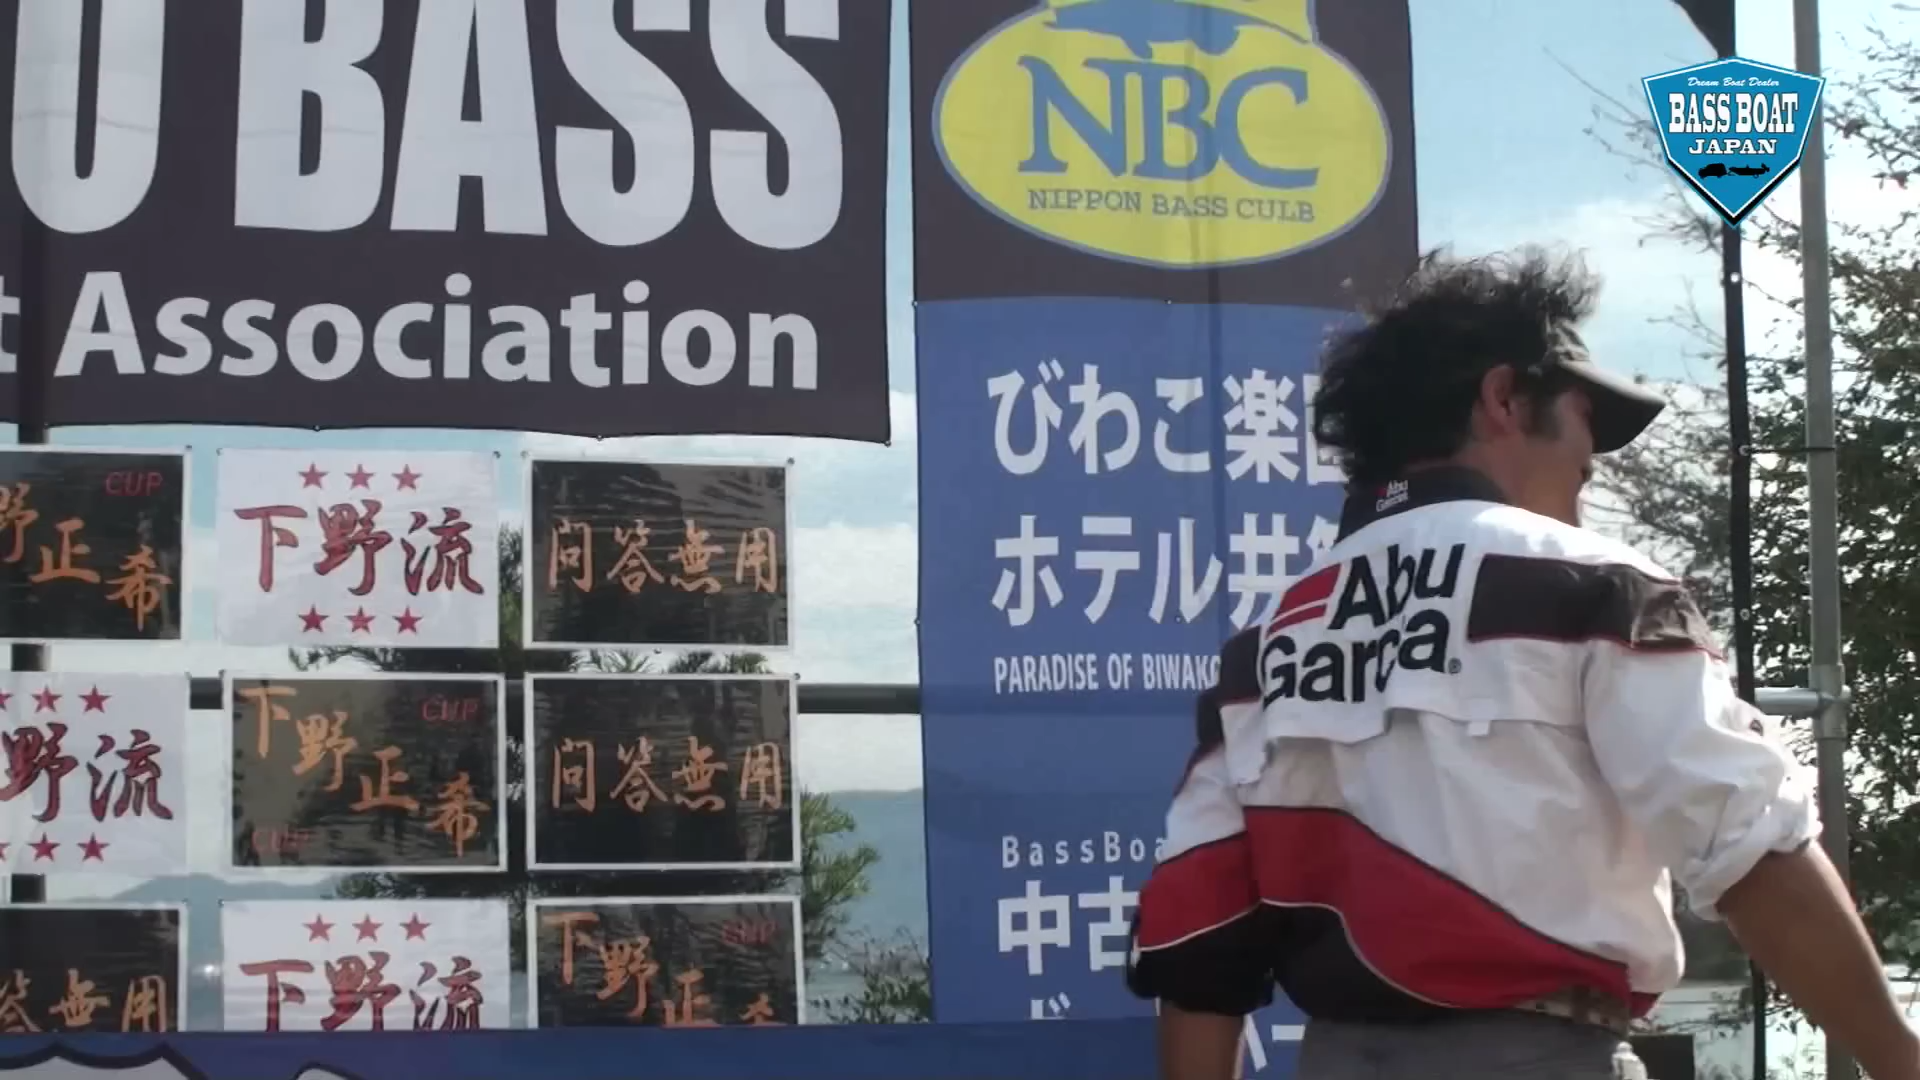 BASS
t Association
NBC
NIPPON BASS CULB
Dream Boat Dealer
BASS BOAT
JAPAN
びわこ楽
ホテル井
PARADISE OF BIWAKO
BassBoa
中古
Abu
Garcia
Abu
Garcia®
野正希
CUP
下野流
問答無用
野流
下野正希
CUP
CUP
問答無用
答無用
下野流
下野正希
CUP